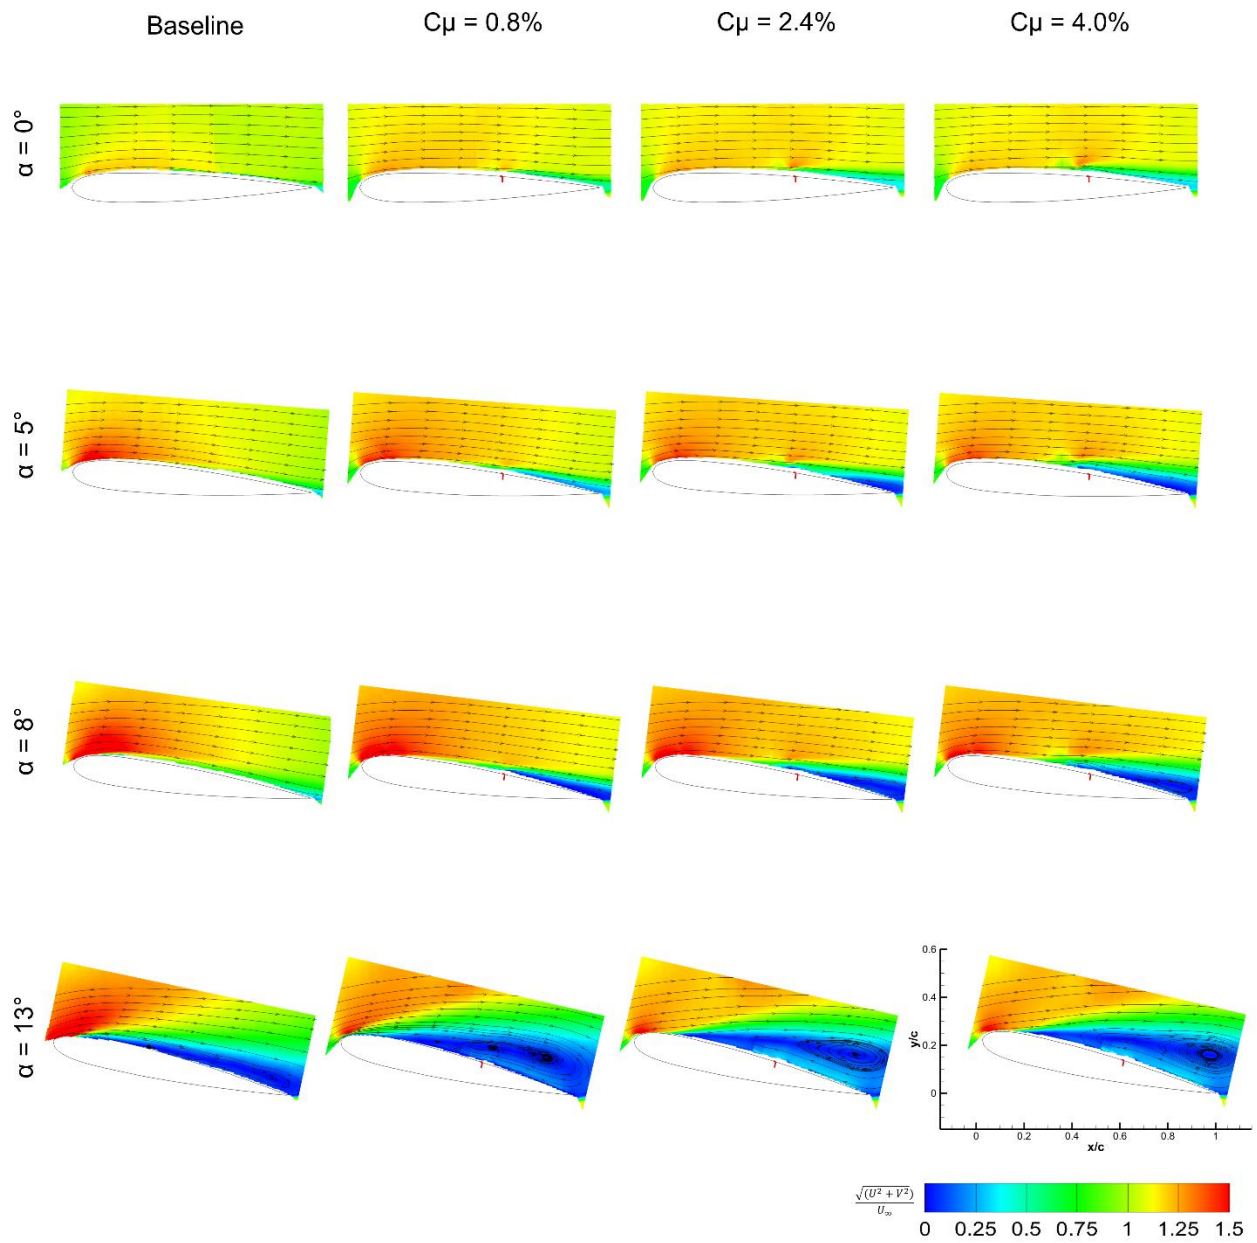 Baseline Cμ = 0.8% Cμ = 2.4% Cμ = 4.0%
α = 0°
α = 5°
α = 8°
α = 13°
0.6
0.4
0.2
0
y/c
0 0.2 0.4 0.6 0.8 1
x/c
√(U² + V²)
U∞
0 0.25 0.5 0.75 1 1.25 1.5